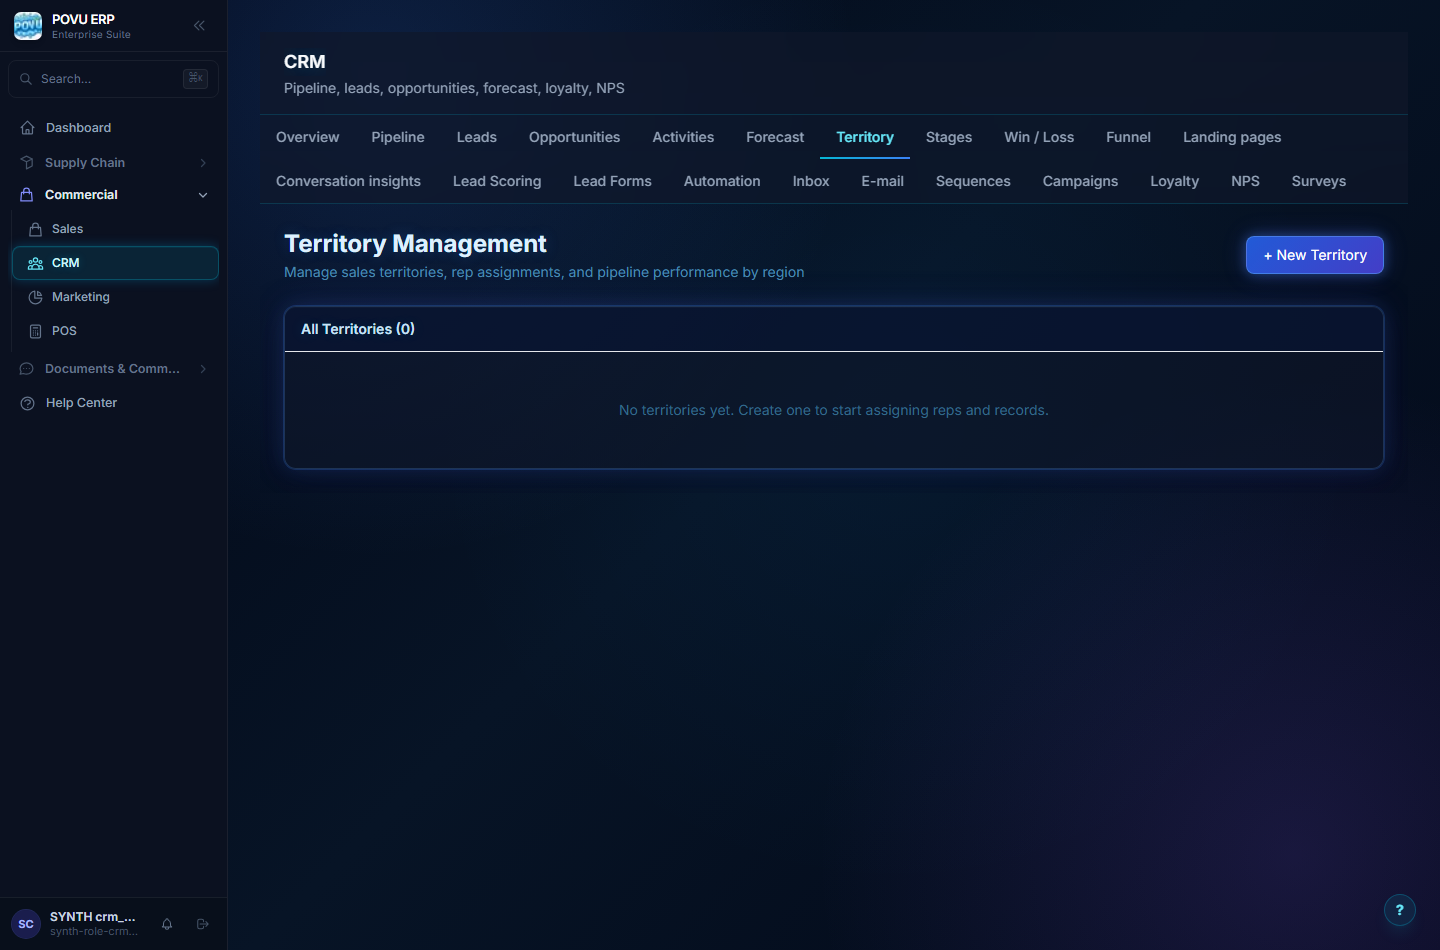 POVU ERP
Enterprise Suite
Search...
⌘K
Dashboard
Supply Chain
Commercial
Sales
CRM
Marketing
POS
Documents & Comm...
Help Center
SC
SYNTH crm_...
synth-role-crm...
CRM
Pipeline, leads, opportunities, forecast, loyalty, NPS
Overview Pipeline Leads Opportunities Activities Forecast Territory Stages Win / Loss Funnel Landing pages
Conversation insights Lead Scoring Lead Forms Automation Inbox E-mail Sequences Campaigns Loyalty NPS Surveys
Territory Management
Manage sales territories, rep assignments, and pipeline performance by region
+ New Territory
All Territories (0)
No territories yet. Create one to start assigning reps and records.
?